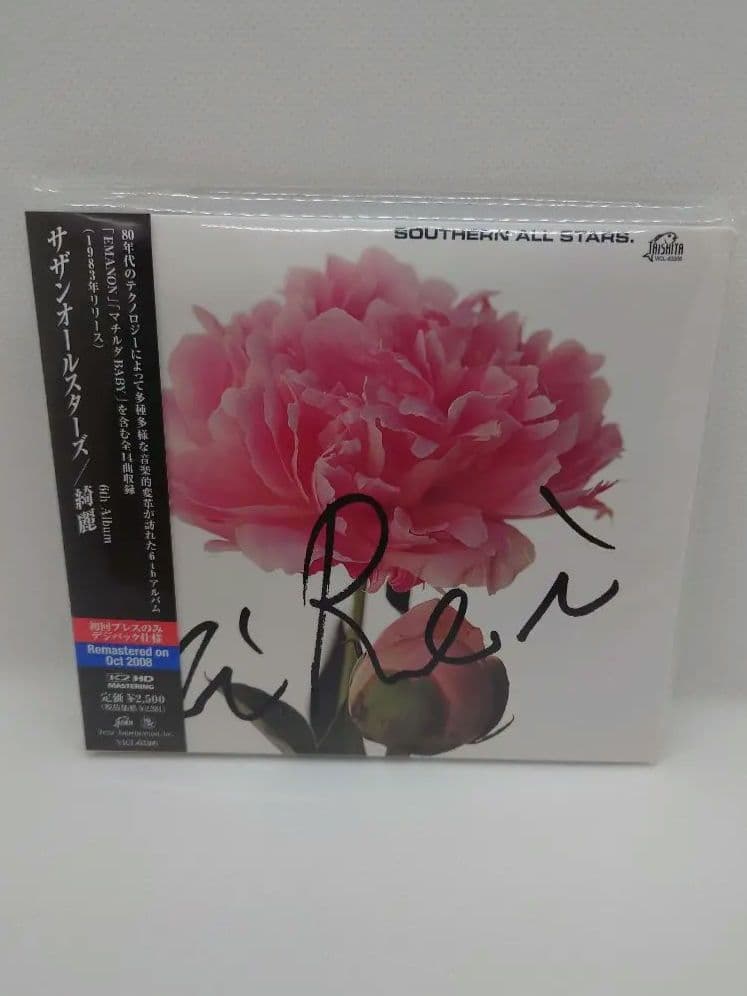 SOUTHERN ALL STARS.
TAISHITA
80年代のテクノロジーによって多種多様な音楽的変革が訪れた6thアルバム
「EMANON」「マチルダBABY」を含む全14曲収録
(1983年リリース)
サザンオールスターズ/綺麗
6th Album
初回プレスのみ
デジパック仕様
Remastered on
Oct 2008
K2 HD
MASTERING
定価 ¥2,500
iRei